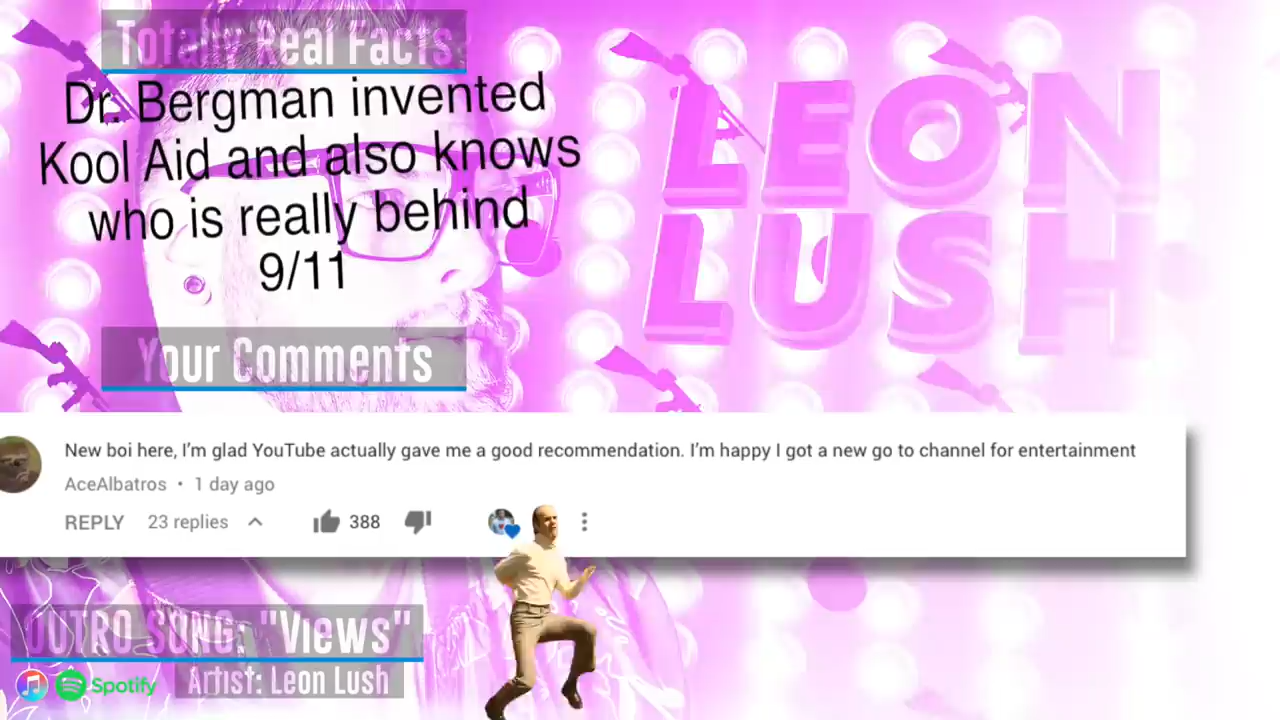 Totally Real Facts
Dr. Bergman invented
Kool Aid and also knows
who is really behind
9/11
LEON
LUSH
Your Comments
New boi here, I'm glad YouTube actually gave me a good recommendation. I'm happy I got a new go to channel for entertainment
AceAlbatros • 1 day ago
REPLY 23 replies 388
OUTRO SONG: "Views"
Artist: Leon Lush
Spotify